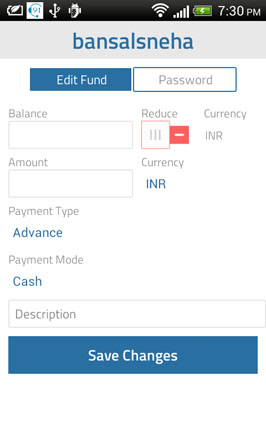 91
7:30 PM
bansalsneha
Edit Fund
Password
Balance
Reduce
Currency
INR
Amount
Currency
INR
Payment Type
Advance
Payment Mode
Cash
Description
Save Changes